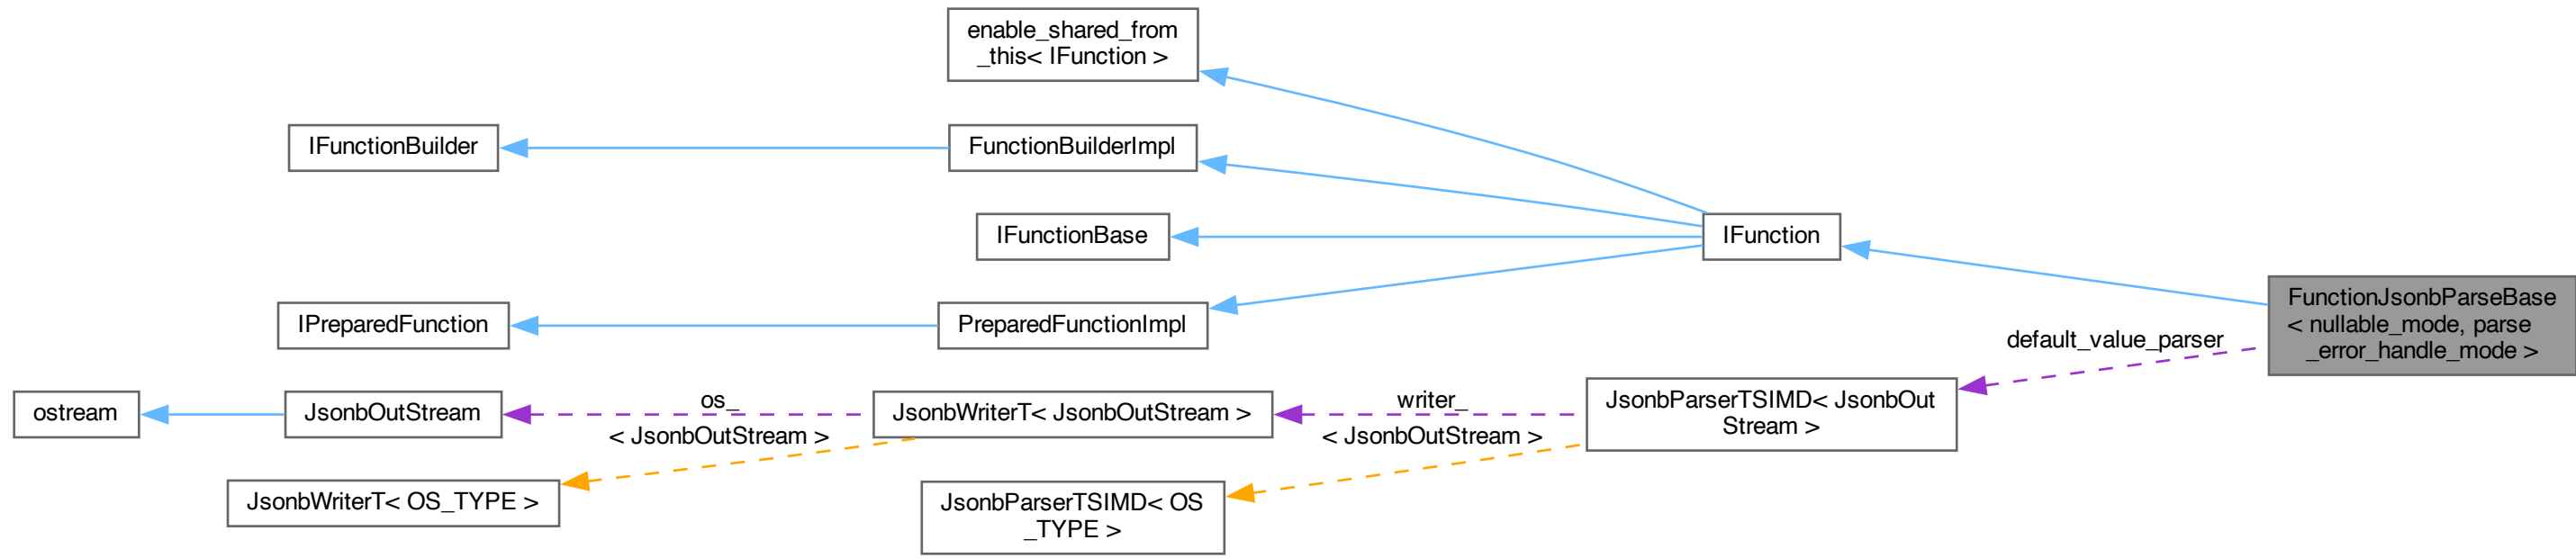 enable_shared_from
_this< IFunction >
IFunctionBuilder
FunctionBuilderImpl
IFunctionBase
IFunction
IPreparedFunction
PreparedFunctionImpl
FunctionJsonbParseBase
< nullable_mode, parse
_error_handle_mode >
default_value_parser
ostream
JsonbOutStream
os_
< JsonbOutStream >
JsonbWriterT< JsonbOutStream >
writer_
< JsonbOutStream >
JsonbParserTSIMD< JsonbOut
Stream >
JsonbWriterT< OS_TYPE >
JsonbParserTSIMD< OS
_TYPE >